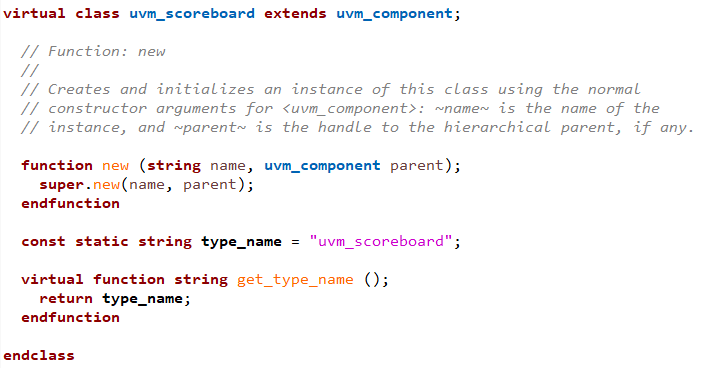 virtual class uvm_scoreboard extends uvm_component;
// Function: new
//
// Creates and initializes an instance of this class using the normal
// constructor arguments for <uvm_component>: ~name~ is the name of the
// instance, and ~parent~ is the handle to the hierarchical parent, if any.
function new (string name, uvm_component parent);
super.new(name, parent);
endfunction
const static string type_name = "uvm_scoreboard";
virtual function string get_type_name ();
return type_name;
endfunction
endclass